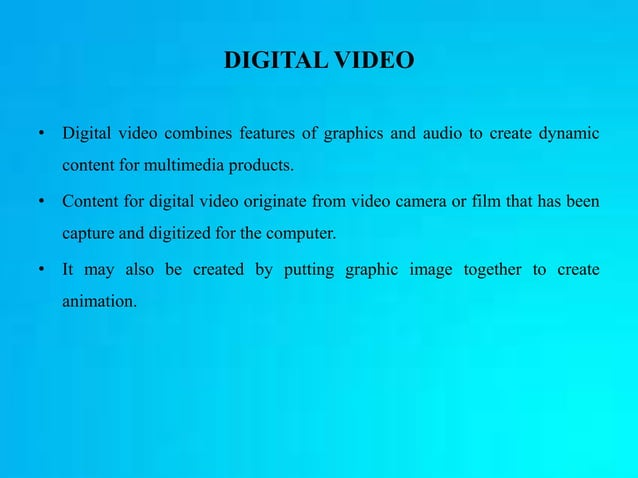 DIGITAL VIDEO
• Digital video combines features of graphics and audio to create dynamic
content for multimedia products.
• Content for digital video originate from video camera or film that has been
capture and digitized for the computer.
• It may also be created by putting graphic image together to create
animation.